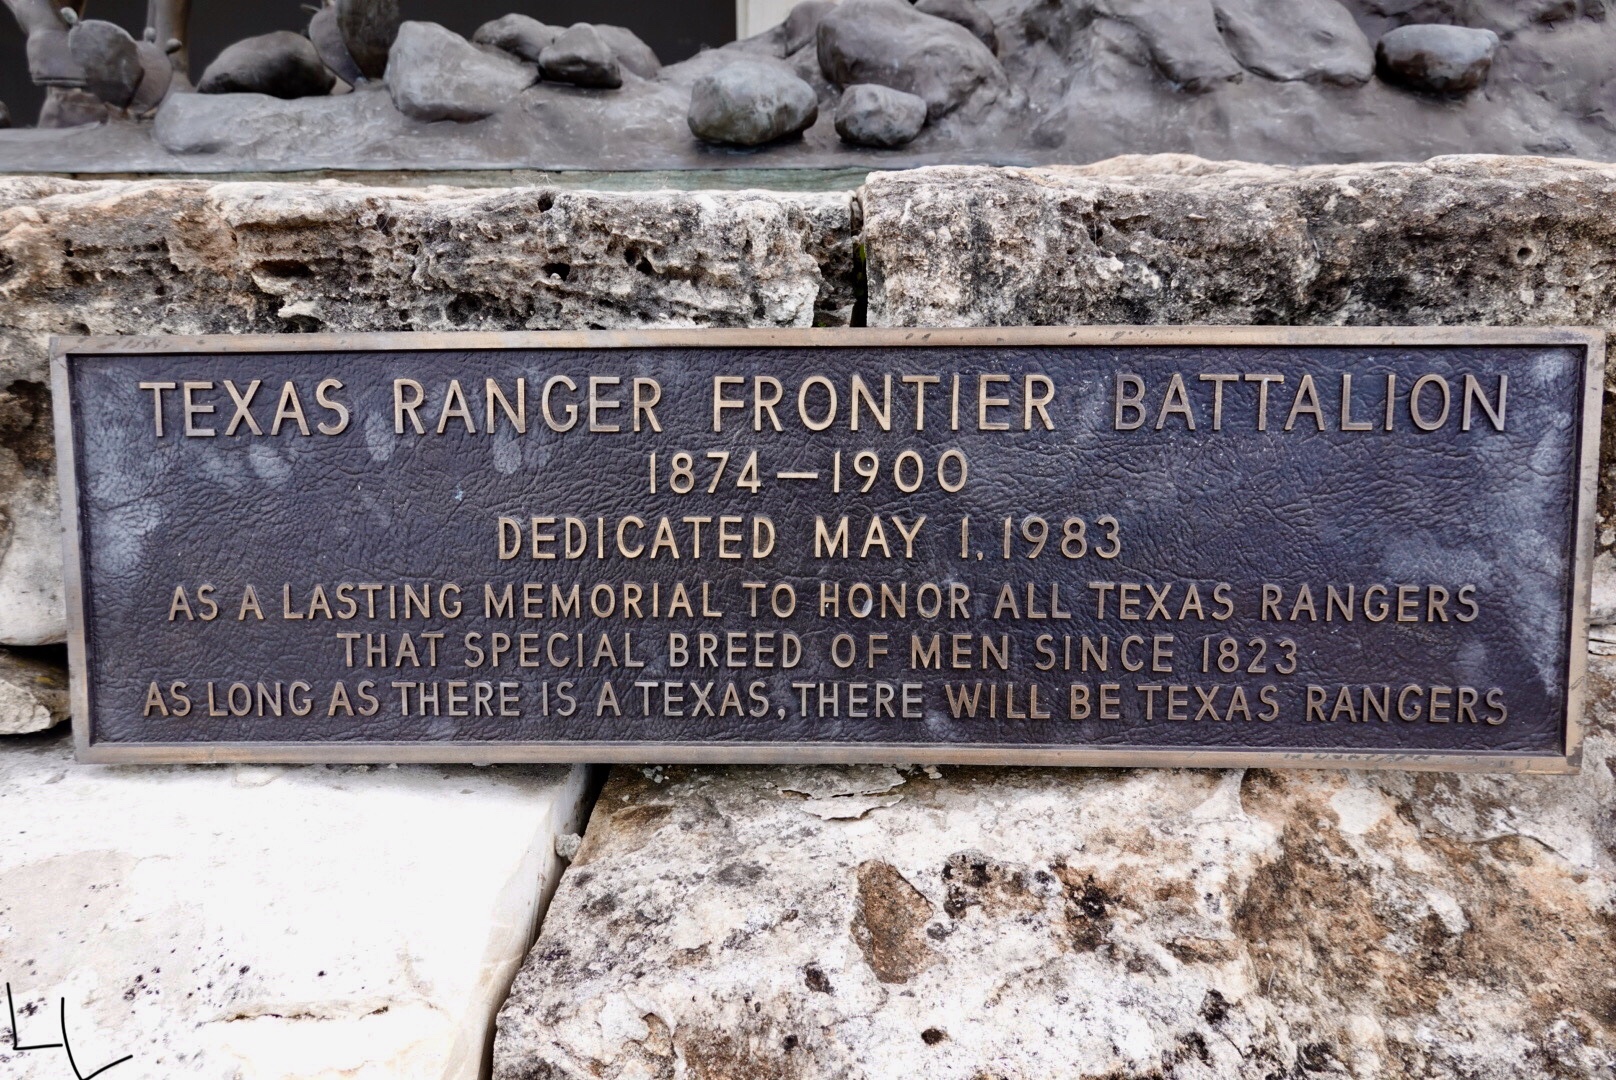 TEXAS RANGER FRONTIER BATTALION
1874—1900
DEDICATED MAY 1, 1983
AS A LASTING MEMORIAL TO HONOR ALL TEXAS RANGERS
THAT SPECIAL BREED OF MEN SINCE 1823
AS LONG AS THERE IS A TEXAS, THERE WILL BE TEXAS RANGERS
LL